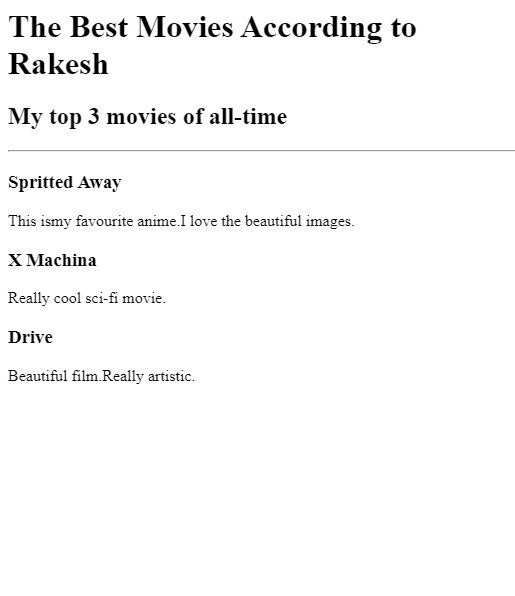 The Best Movies According to
Rakesh
My top 3 movies of all-time
Spritted Away
This ismy favourite anime.I love the beautiful images.
X Machina
Really cool sci-fi movie.
Drive
Beautiful film.Really artistic.